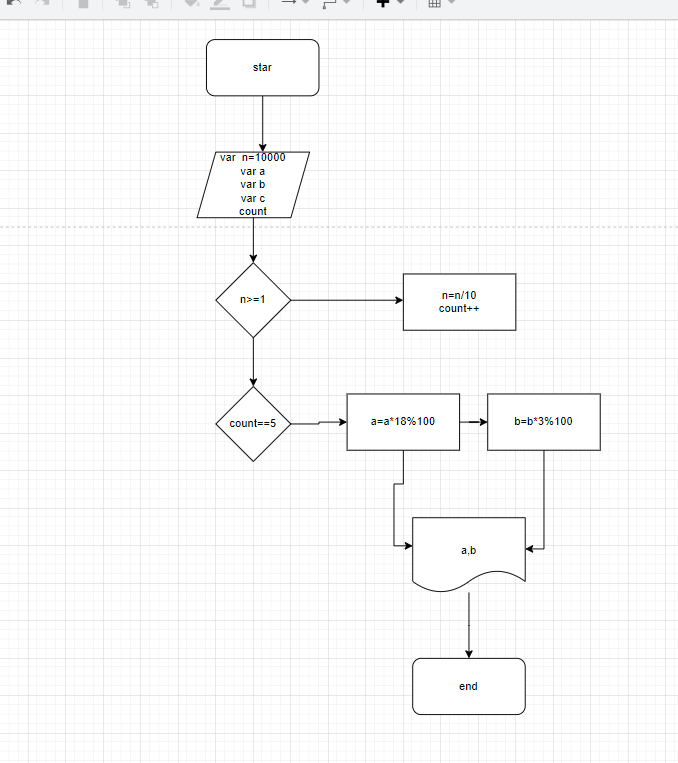 star
var n=10000
var a
var b
var c
count
n>=1
n=n/10
count++
count==5
a=a*18%100
b=b*3%100
a,b
end